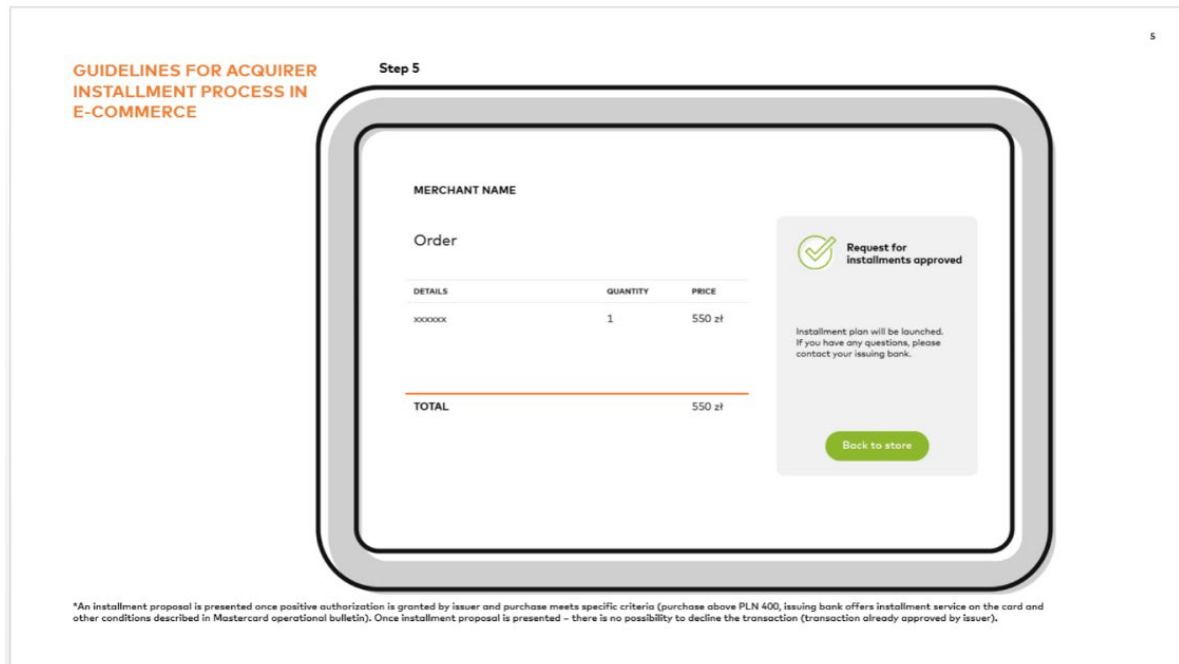 5
GUIDELINES FOR ACQUIRER
INSTALLMENT PROCESS IN
E-COMMERCE
Step 5
MERCHANT NAME
Order
DETAILS QUANTITY PRICE
xxxxxx 1 550 zł
TOTAL 550 zł
Request for
installments approved
Installment plan will be launched.
If you have any questions, please
contact your issuing bank.
Back to store
*An installment proposal is presented once positive authorization is granted by issuer and purchase meets specific criteria (purchase above PLN 400, issuing bank offers installment service on the card and
other conditions described in Mastercard operational bulletin). Once installment proposal is presented – there is no possibility to decline the transaction (transaction already approved by issuer).